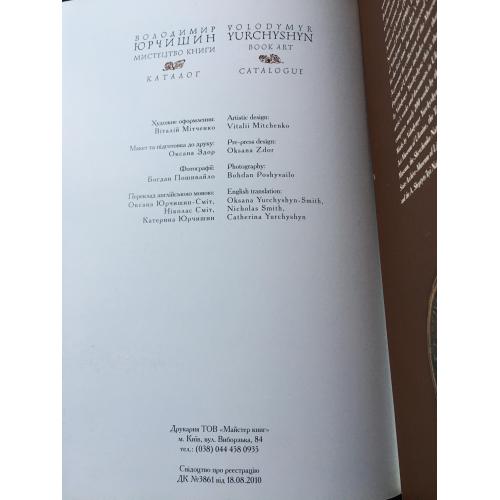 ВОЛОДИМИР
ЮРЧИШИН
МИСТЕЦТВО КНИГИ
КАТАЛОГ
VOLODYMYR
YURCHYSHYN
BOOK ART
CATALOGUE
Художнє оформлення:
Віталій Мітченко
Макет та підготовка до друку:
Оксана Здор
Фотографії:
Богдан Пошивайло
Переклад англійською мовою:
Оксана Юрчишин-Сміт,
Ніколас Сміт,
Катерина Юрчишин
Artistic design:
Vitalii Mitchenko
Pre-press design:
Oksana Zdor
Photography:
Bohdan Poshyvailo
English translation:
Oksana Yurchyshyn-Smith,
Nicholas Smith,
Catherina Yurchyshyn
Друкарня ТОВ «Майстер книг»
м. Київ, вул. Виборзька, 84
тел.: (038) 044 458 0935
Свідоцтво про реєстрацію
ДК №3861 від 18.08.2010